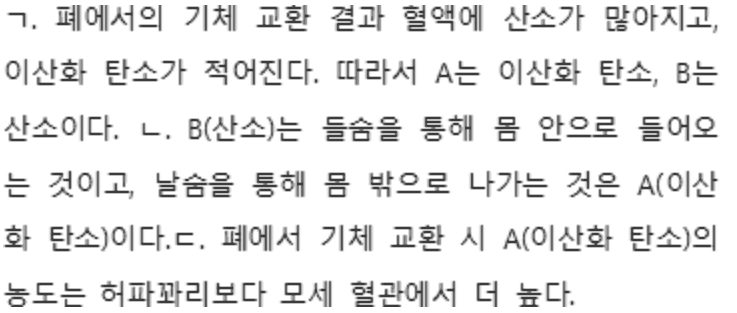 ㄱ. 폐에서의 기체 교환 결과 혈액에 산소가 많아지고,
이산화 탄소가 적어진다. 따라서 A는 이산화 탄소, B는
산소이다. ㄴ. B(산소)는 들숨을 통해 몸 안으로 들어오
는 것이고, 날숨을 통해 몸 밖으로 나가는 것은 A(이산
화 탄소)이다.ㄷ. 폐에서 기체 교환 시 A(이산화 탄소)의
농도는 허파꽈리보다 모세 혈관에서 더 높다.